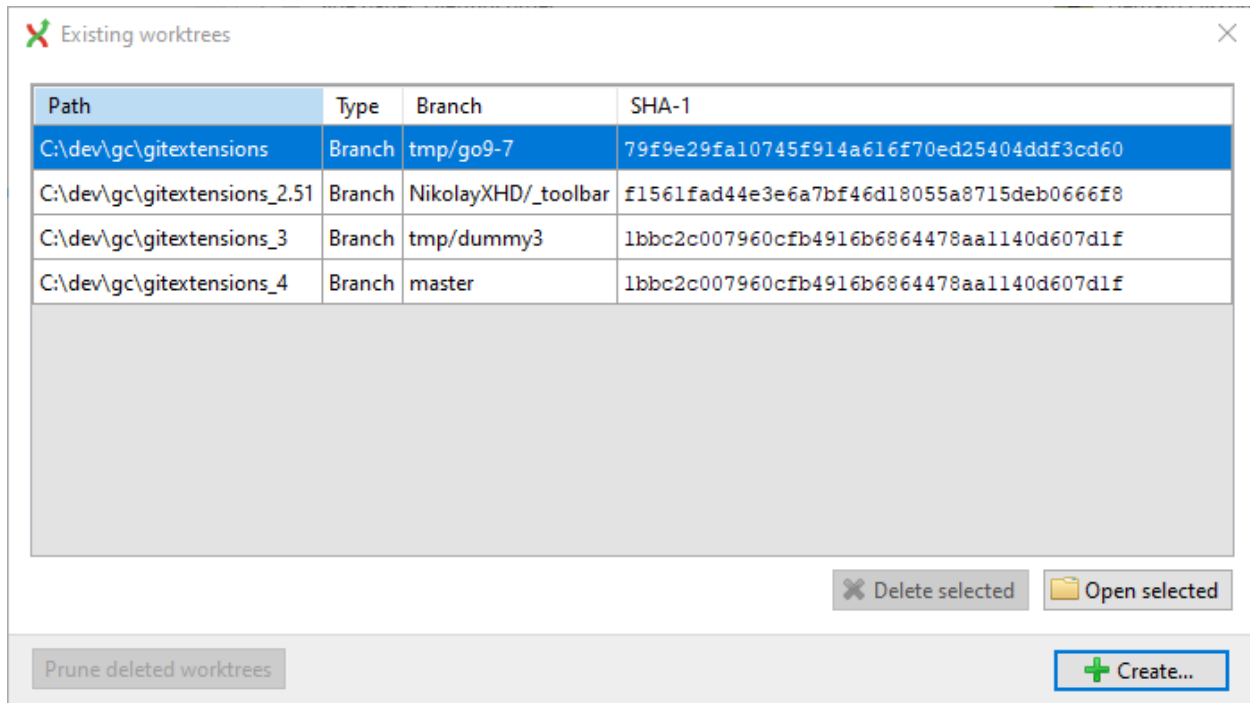 Existing worktrees
Path Type Branch SHA-1
C:\dev\gc\gitextensions Branch tmp/go9-7 79f9e29fa10745f914a616f70ed25404ddf3cd60
C:\dev\gc\gitextensions_2.51 Branch NikolayXHD/_toolbar f1561fad44e3e6a7bf46d18055a8715deb0666f8
C:\dev\gc\gitextensions_3 Branch tmp/dummy3 1bbc2c007960cfb4916b6864478aa1140d607d1f
C:\dev\gc\gitextensions_4 Branch master 1bbc2c007960cfb4916b6864478aa1140d607d1f
Delete selected Open selected
Prune deleted worktrees Create...